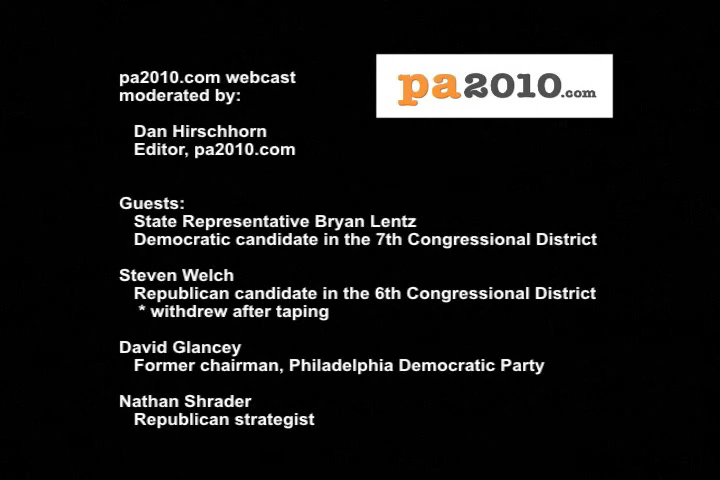 pa2010.com webcast
moderated by:
pa2010.com
Dan Hirschhorn
Editor, pa2010.com
Guests:
State Representative Bryan Lentz
Democratic candidate in the 7th Congressional District
Steven Welch
Republican candidate in the 6th Congressional District
* withdrew after taping
David Glancey
Former chairman, Philadelphia Democratic Party
Nathan Shrader
Republican strategist